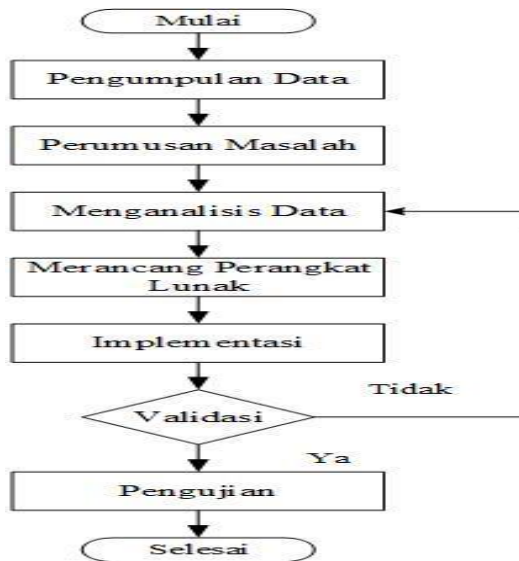 Mulai
Pengumpulan Data
Perumusan Masalah
Menganalisis Data
Merancang Perangkat
Lunak
Implementasi
Tidak
Validasi
Ya
Pengujian
Selesai